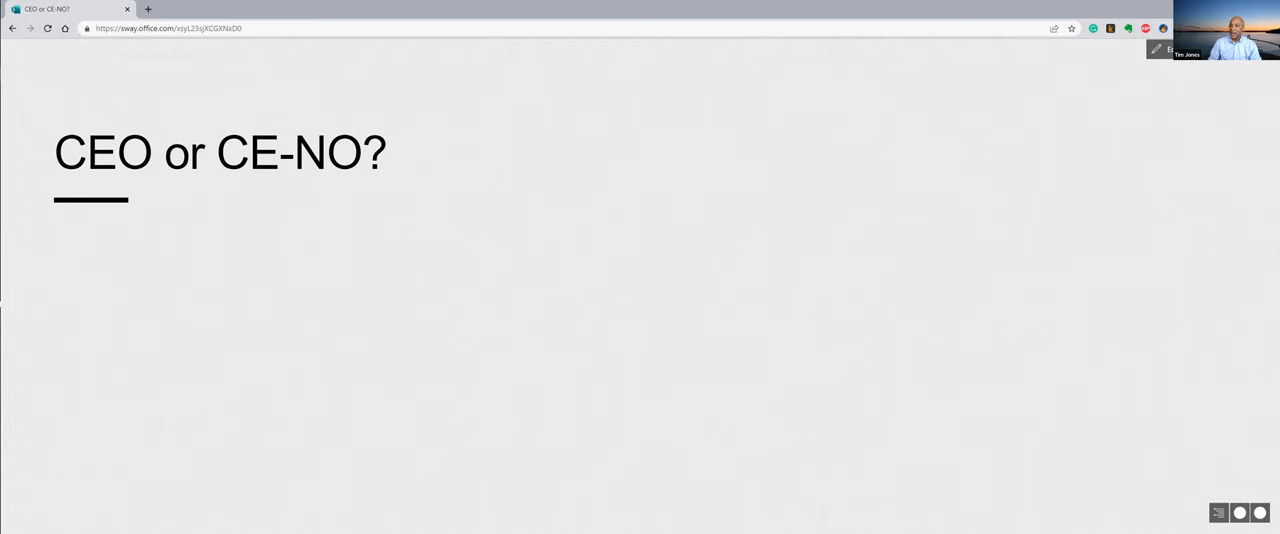 CEO or CE-NO?
https://sway.office.com/xsyL23sjXCGXNxD0
Tim Jones
CEO or CE-NO?